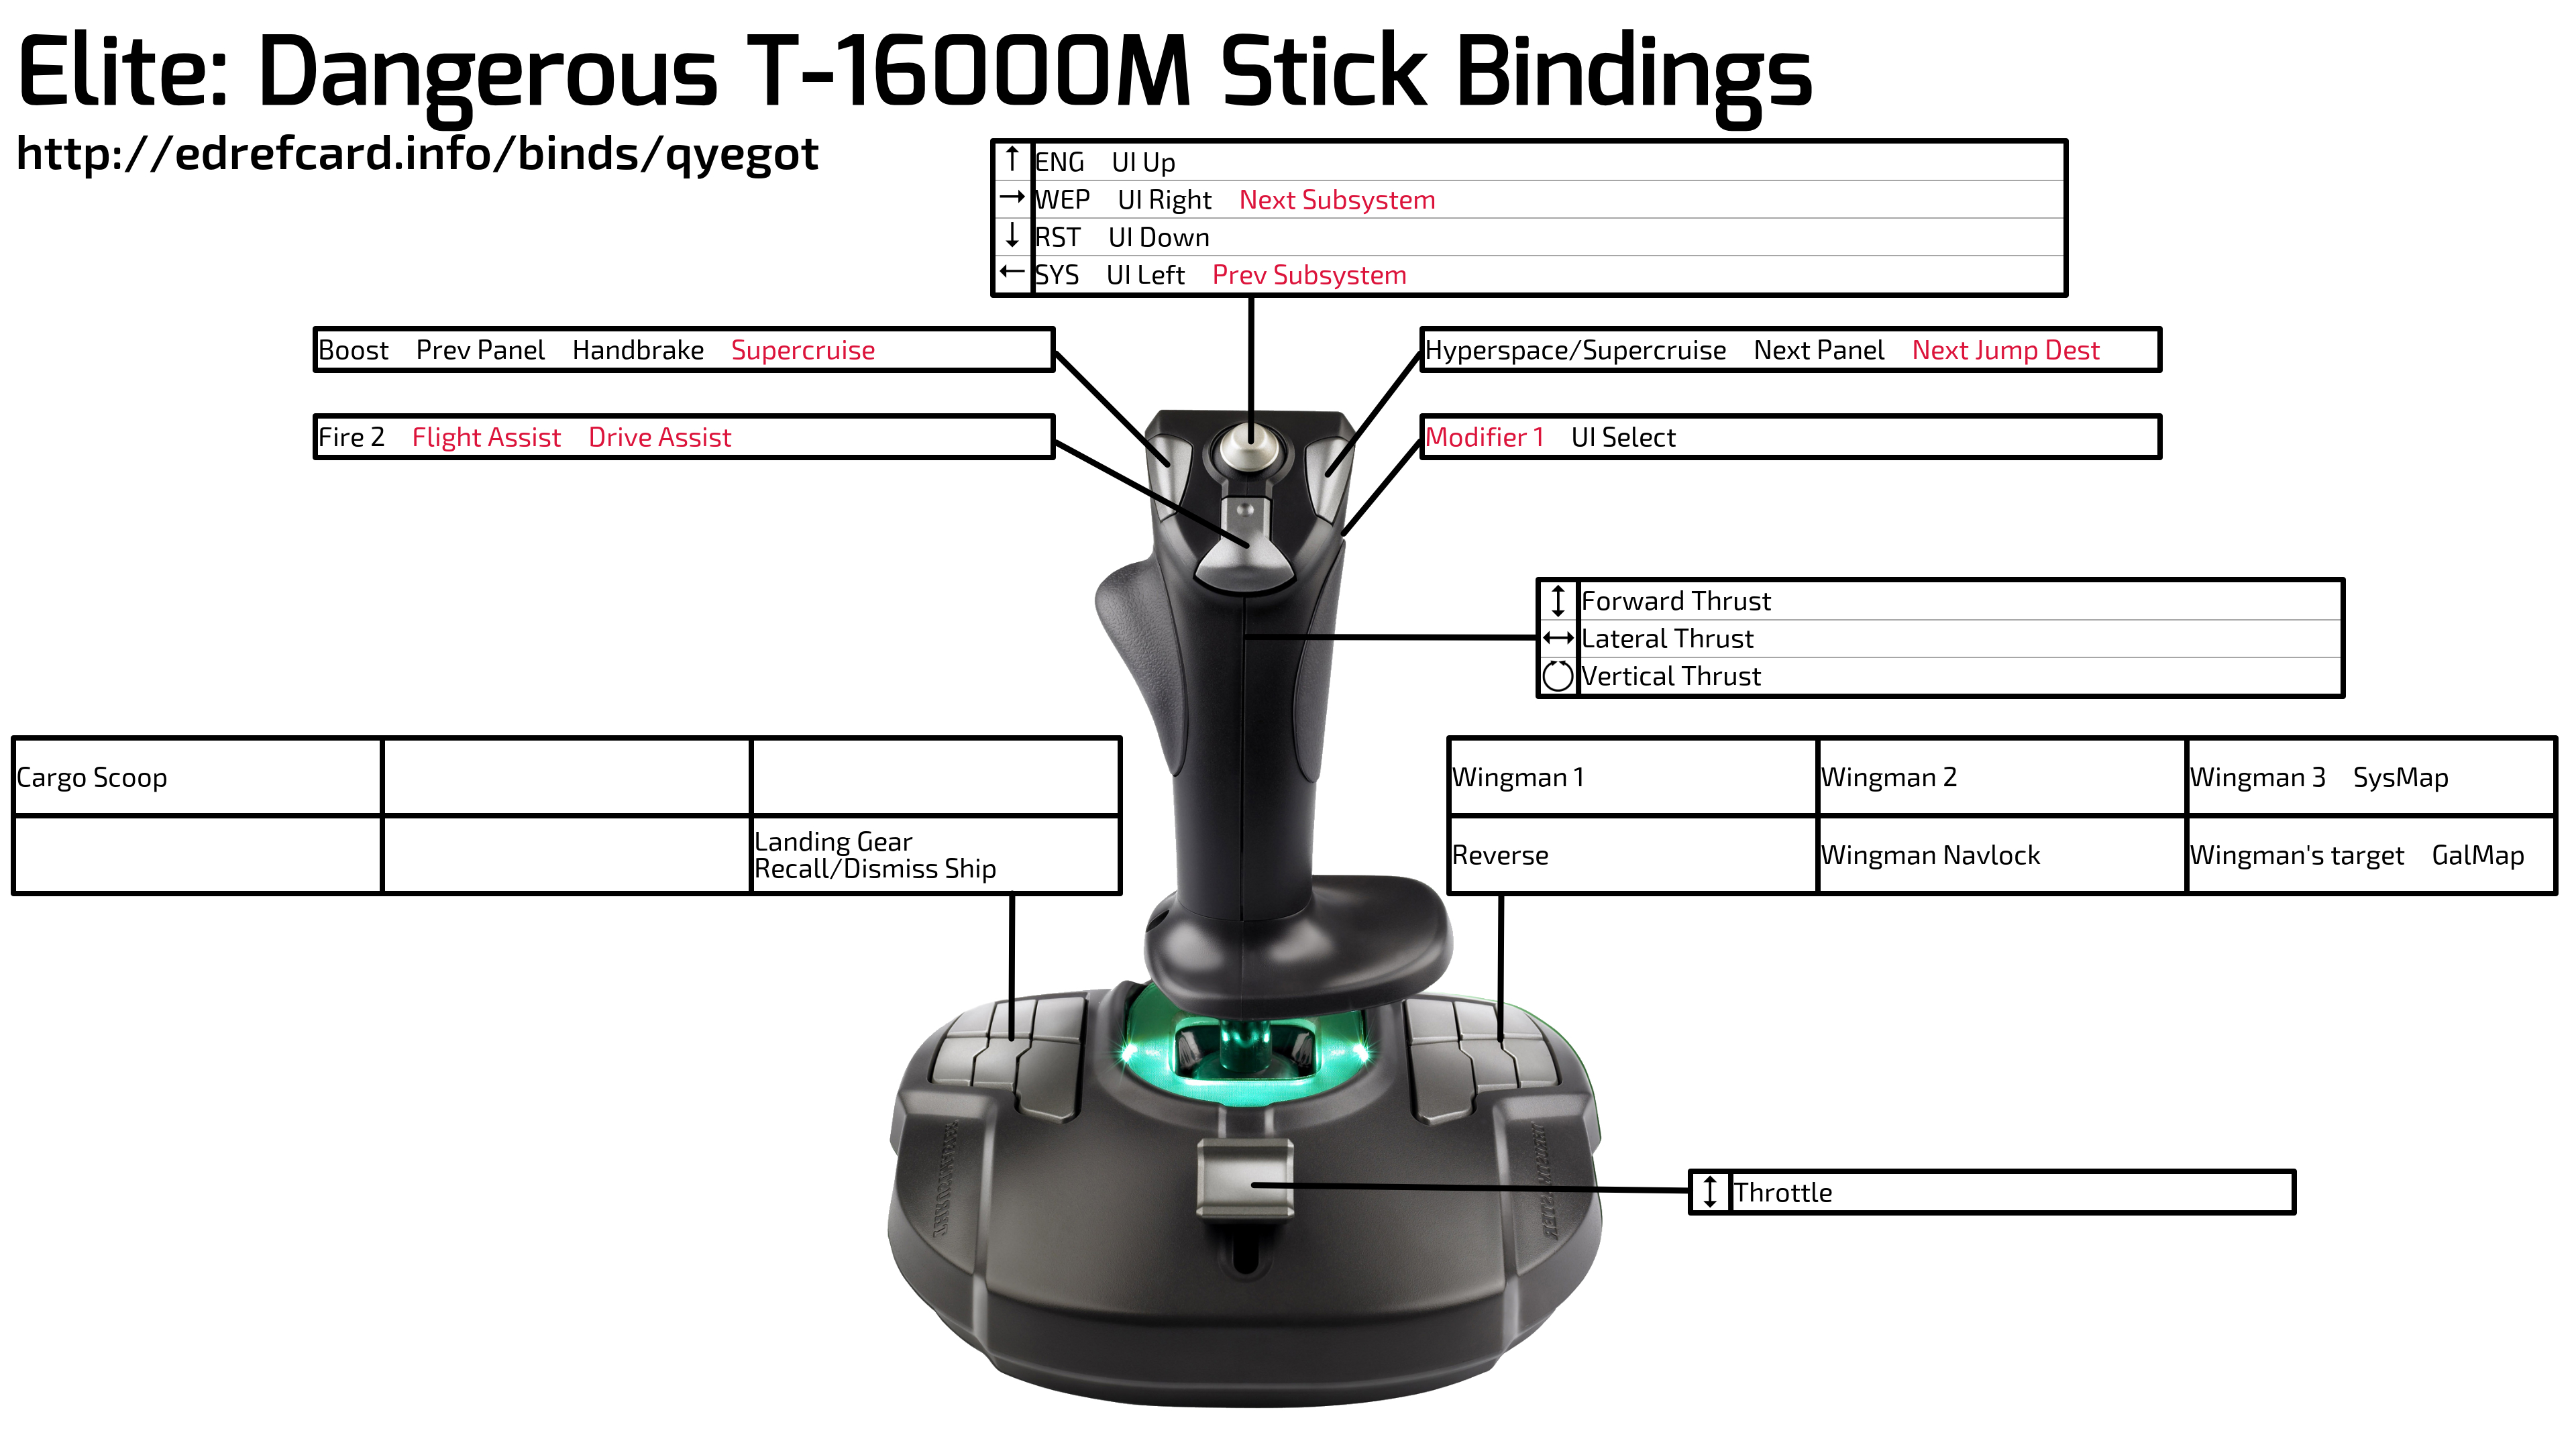 Elite: Dangerous T-16000M Stick Bindings
http://edrefcard.info/binds/qyegot
↑ ENG UI Up
→ WEP UI Right Next Subsystem
↓ RST UI Down
← SYS UI Left Prev Subsystem
Boost Prev Panel Handbrake Supercruise
Hyperspace/Supercruise Next Panel Next Jump Dest
Fire 2 Flight Assist Drive Assist
Modifier 1 UI Select
Forward Thrust
Lateral Thrust
Vertical Thrust
Cargo Scoop
Landing Gear
Recall/Dismiss Ship
Wingman 1 Wingman 2 Wingman 3 SysMap
Reverse Wingman Navlock Wingman's target GalMap
Throttle